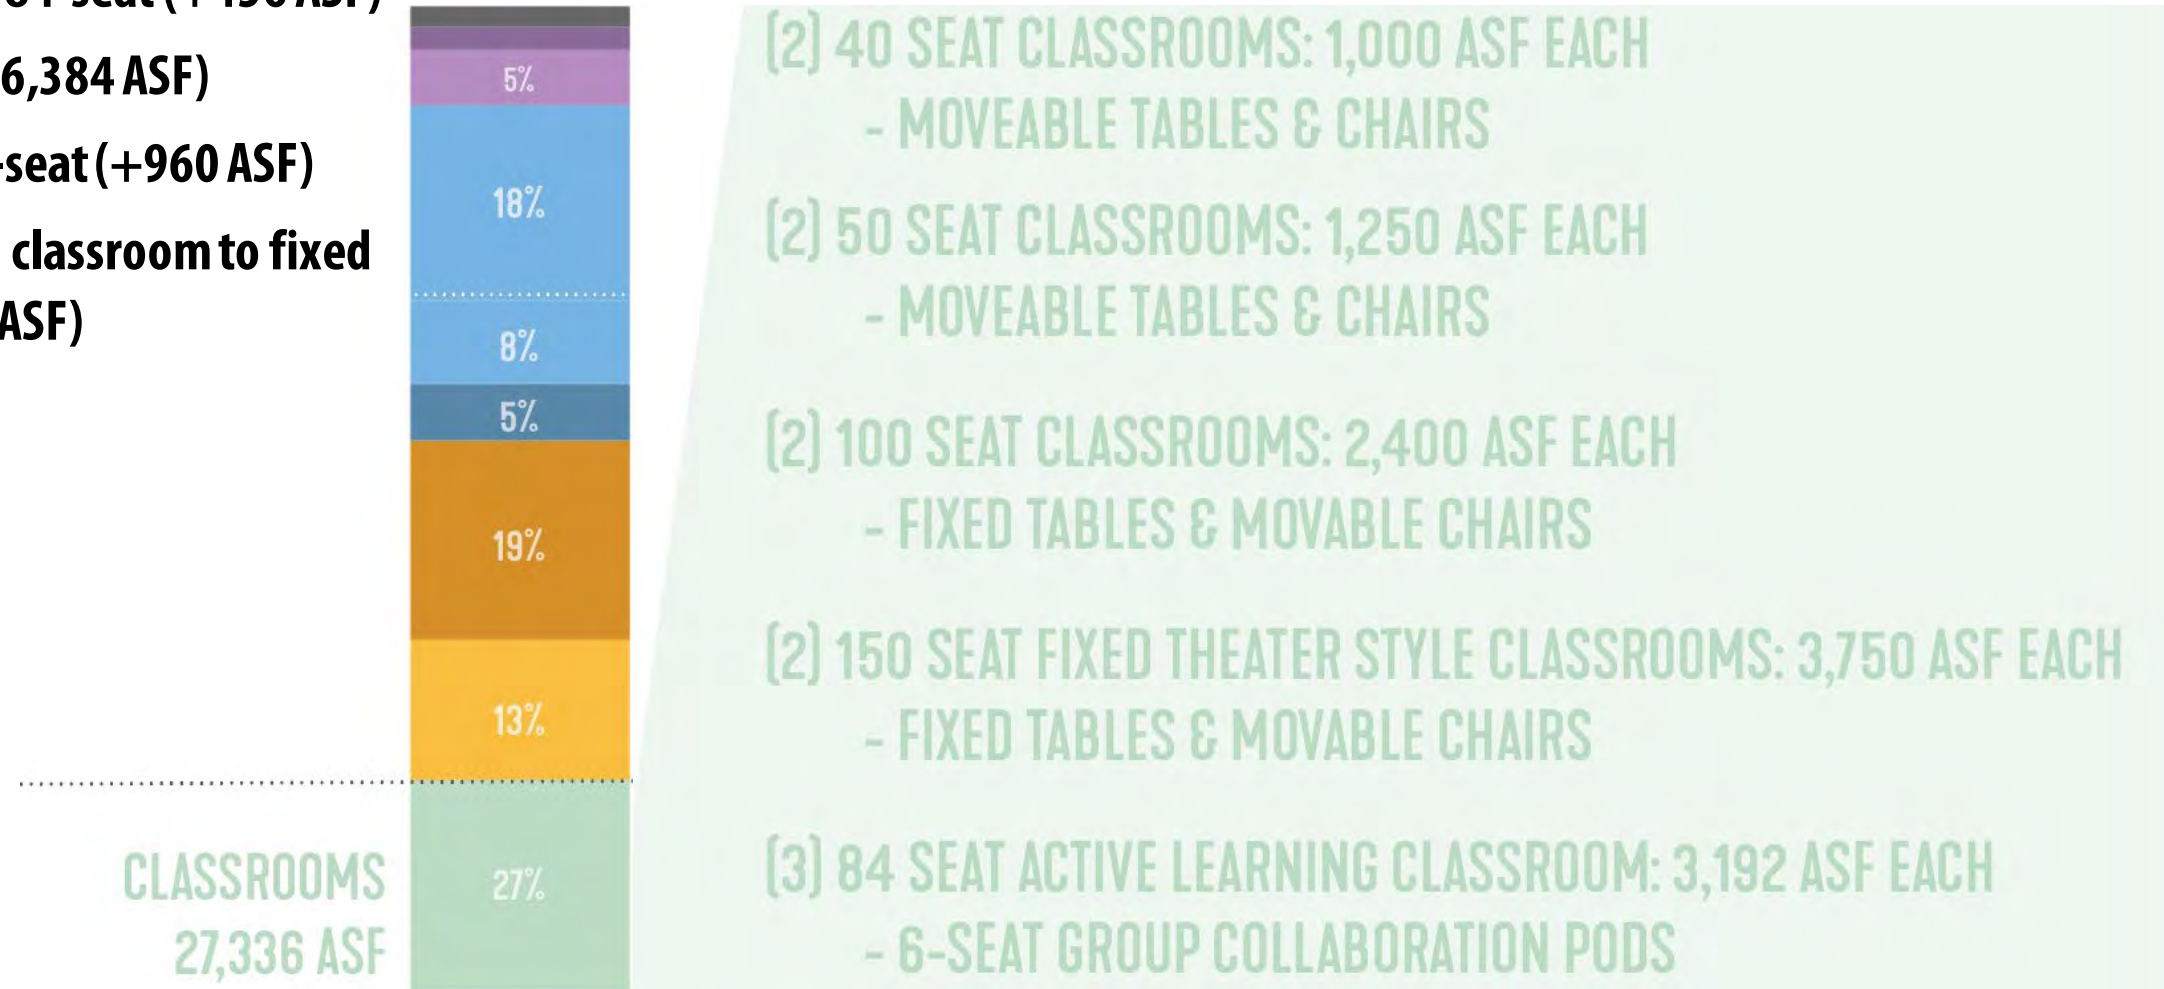 6,384 ASF)
-seat (+960 ASF)
classroom to fixed
ASF)
5%
18%
8%
5%
19%
13%
27%
CLASSROOMS
27,336 ASF
(2) 40 SEAT CLASSROOMS: 1,000 ASF EACH
- MOVEABLE TABLES & CHAIRS
(2) 50 SEAT CLASSROOMS: 1,250 ASF EACH
- MOVEABLE TABLES & CHAIRS
(2) 100 SEAT CLASSROOMS: 2,400 ASF EACH
- FIXED TABLES & MOVABLE CHAIRS
(2) 150 SEAT FIXED THEATER STYLE CLASSROOMS: 3,750 ASF EACH
- FIXED TABLES & MOVABLE CHAIRS
(3) 84 SEAT ACTIVE LEARNING CLASSROOM: 3,192 ASF EACH
- 6-SEAT GROUP COLLABORATION PODS